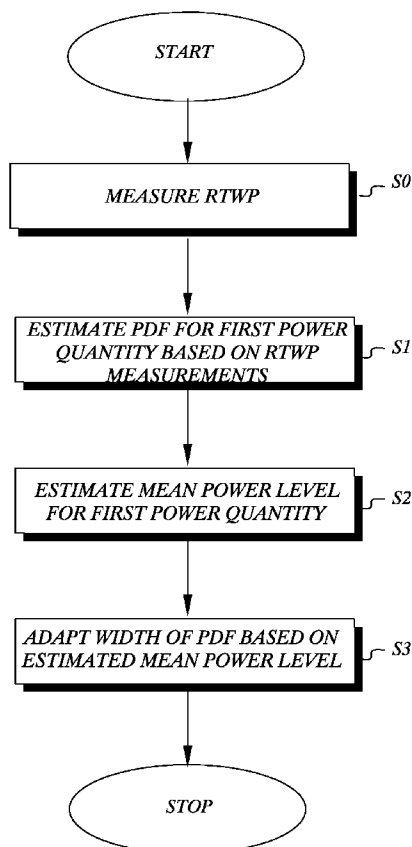 START
MEASURE RTWP
S0
ESTIMATE PDF FOR FIRST POWER
QUANTITY BASED ON RTWP
MEASUREMENTS
S1
ESTIMATE MEAN POWER LEVEL
FOR FIRST POWER QUANTITY
S2
ADAPT WIDTH OF PDF BASED ON
ESTIMATED MEAN POWER LEVEL
S3
STOP